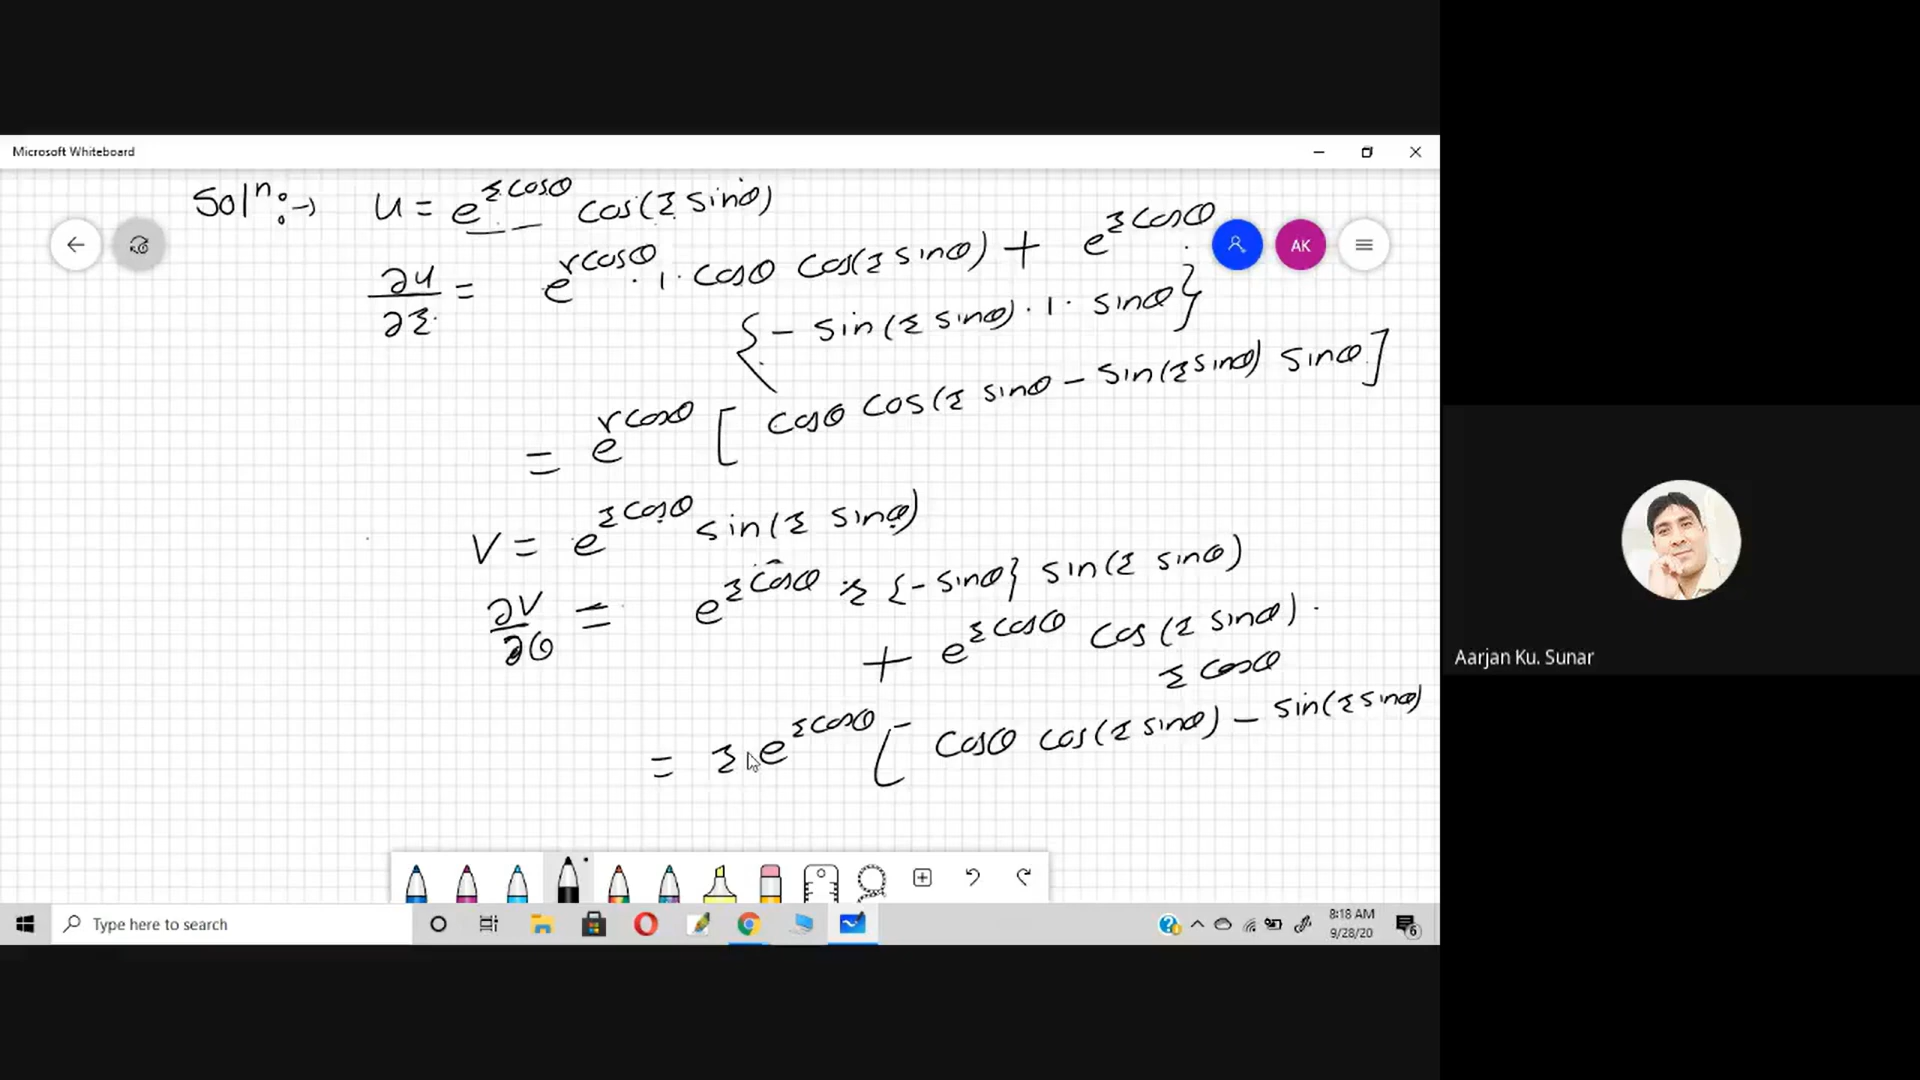 Microsoft Whiteboard
Solⁿ:→ u = e^{r cosθ} cos(r sinθ)
∂u/∂r = e^{r cosθ} . 1 . cosθ cos(r sinθ) + e^{r cosθ} .
{ - sin(r sinθ) . 1 . sinθ }
= e^{r cosθ} [ cosθ cos(r sinθ - sin(r sinθ) sinθ ]
V = e^{r cosθ} sin(r sinθ)
∂V/∂θ = e^{r cosθ} r {- sinθ} sin(r sinθ)
+ e^{r cosθ} cos(r sinθ) .
r cosθ
= r e^{r cosθ} [ cosθ cos(r sinθ) - sin(r sinθ)
AK
Aarjan Ku. Sunar
Type here to search
8:18 AM
9/28/20
6